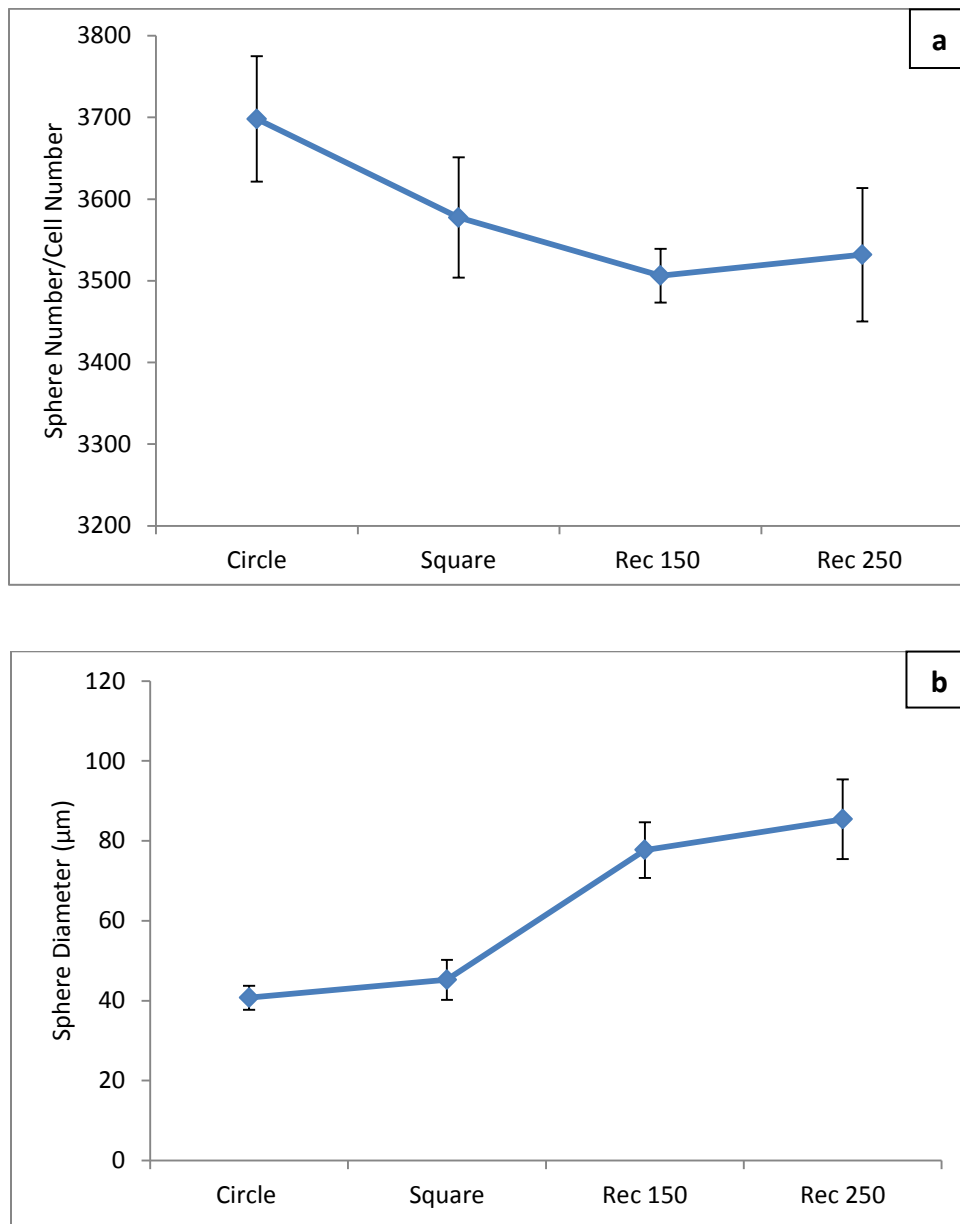 a
3800
3700
3600
3500
3400
3300
3200
Sphere Number/Cell Number
Circle Square Rec 150 Rec 250
b
120
100
80
60
40
20
0
Sphere Diameter (µm)
Circle Square Rec 150 Rec 250